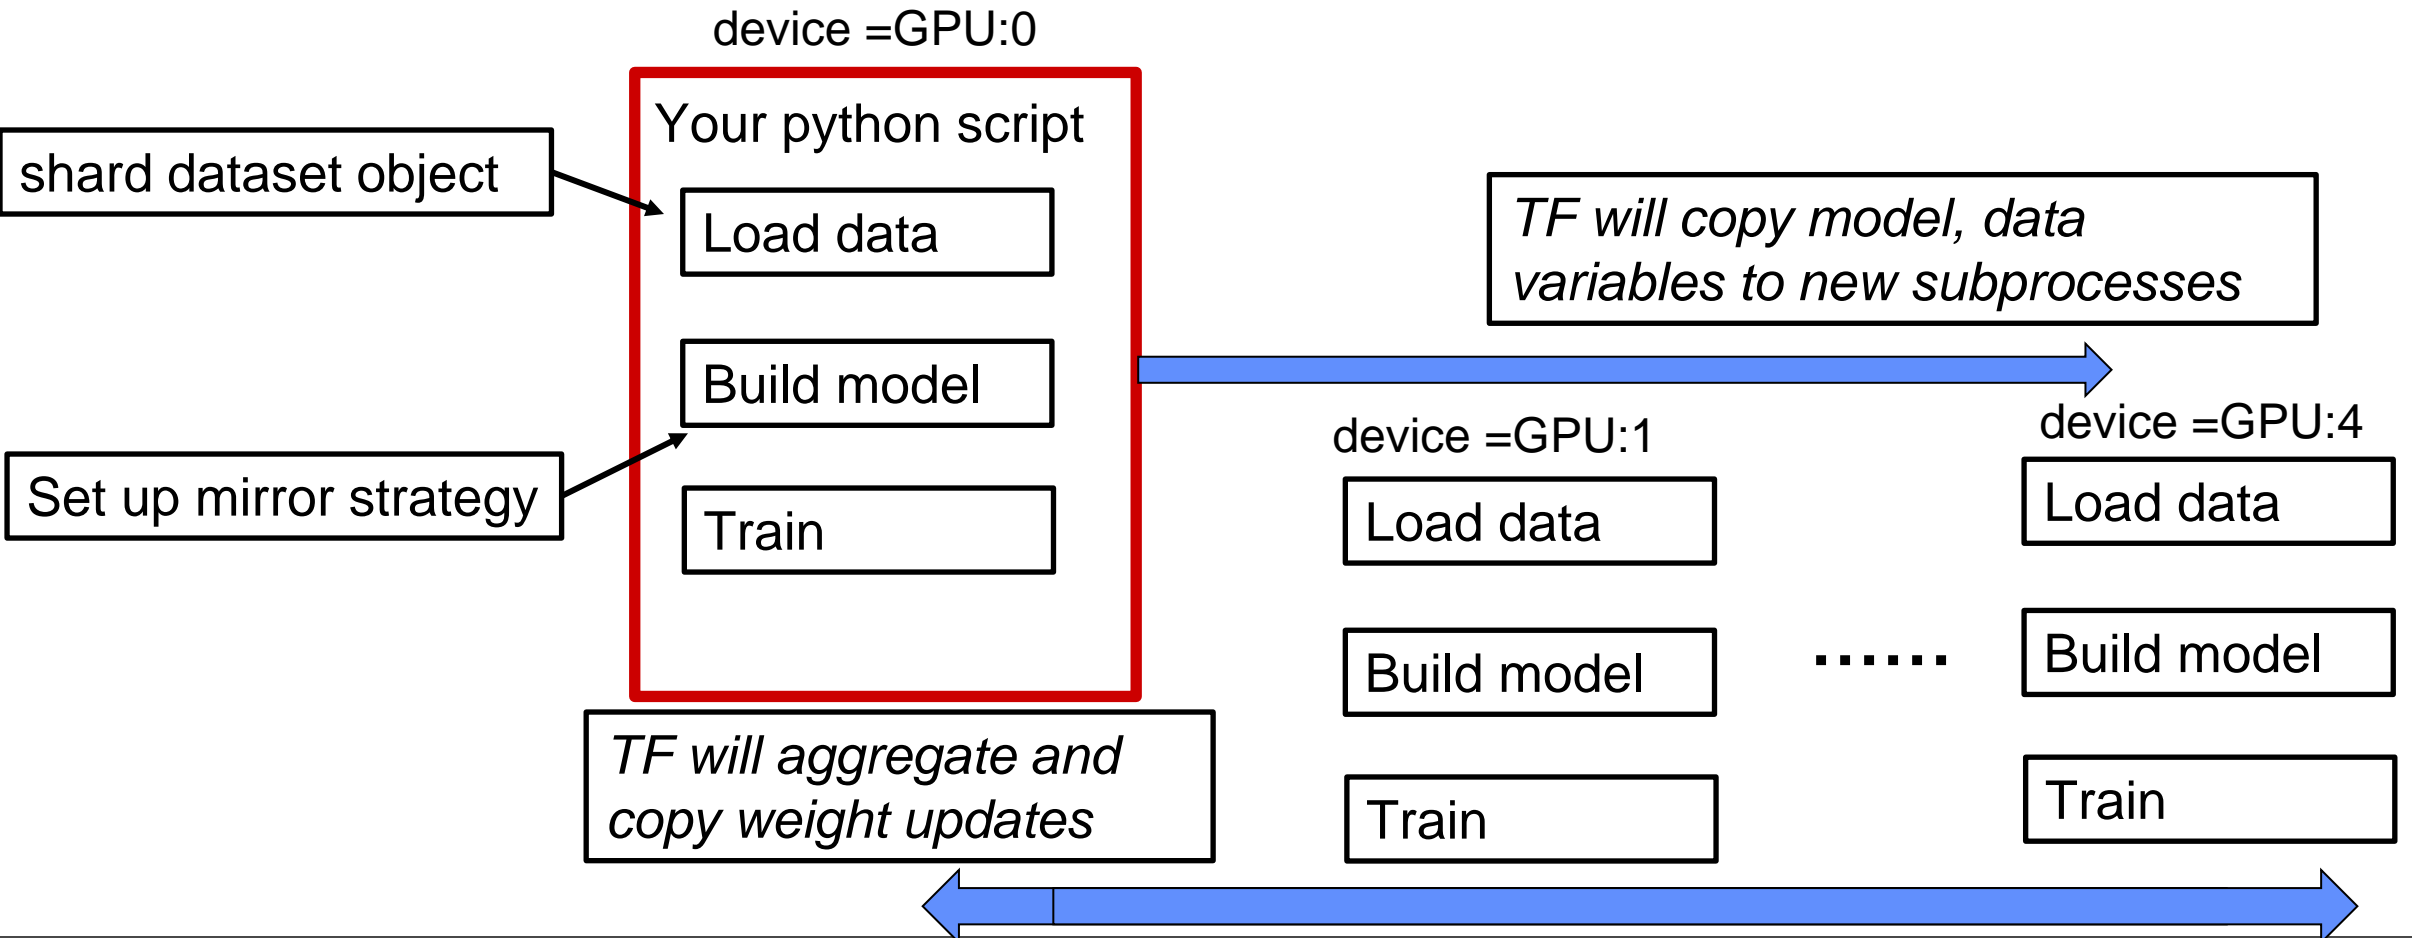 device =GPU:0
Your python script
shard dataset object
Load data
Build model
Set up mirror strategy
Train
TF will copy model, data
variables to new subprocesses
device =GPU:1
Load data
Build model
Train
......
device =GPU:4
Load data
Build model
Train
TF will aggregate and
copy weight updates